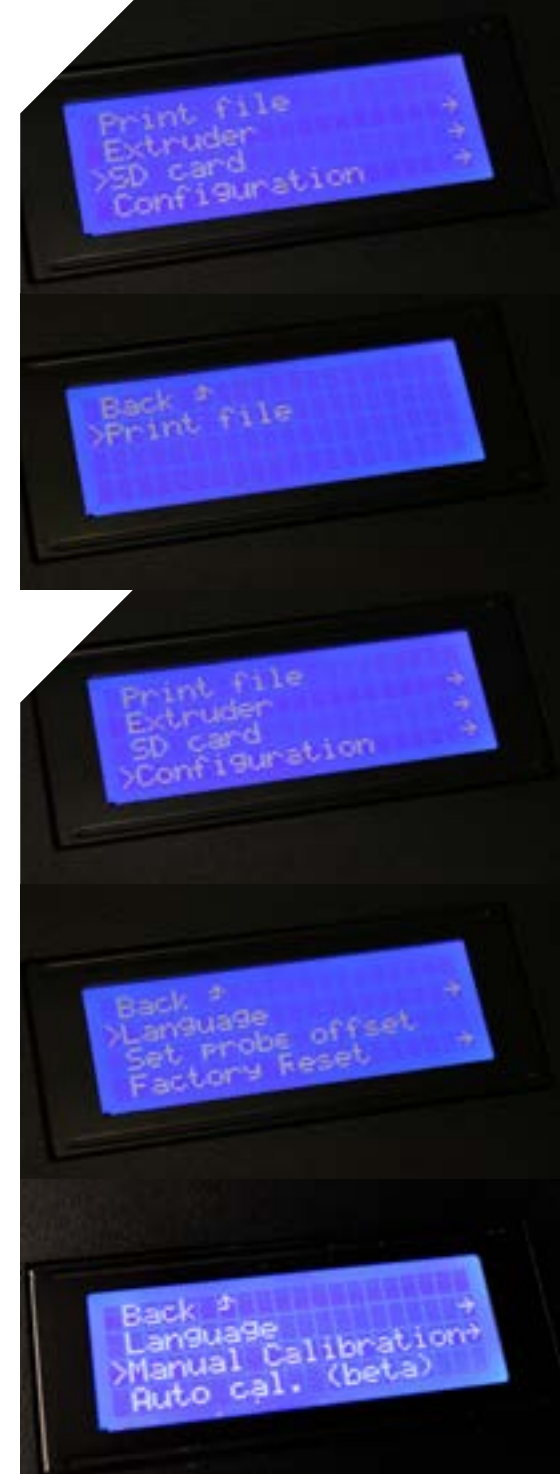 Print file
Extruder →
>SD card →
Configuration →
Back ⤴
>Print file
Print file
Extruder →
SD card →
>Configuration →
Back ⤴
>Language →
Set probe offset
Factory Reset →
Back ⤴
Language →
>Manual Calibration→
Auto cal. (beta)